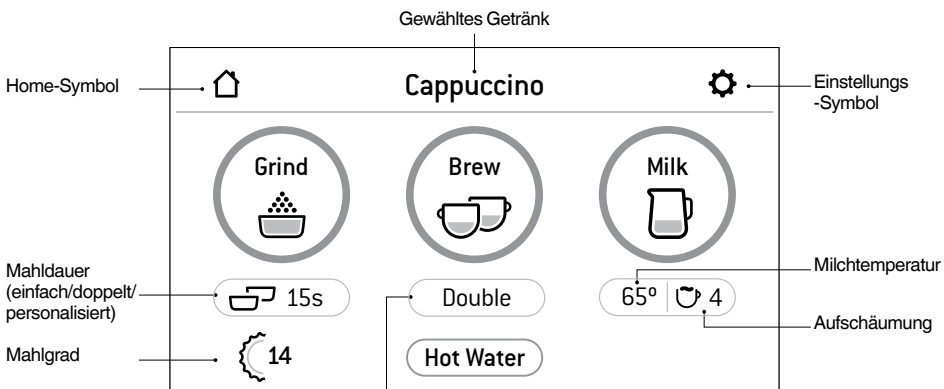 Gewähltes Getränk
Home-Symbol
Cappuccino
Einstellungs
-Symbol
Grind
Brew
Milk
Mahldauer
(einfach/doppelt/
personalisiert)
15s
Double
65º
4
Milchtemperatur
Aufschäumung
Mahlgrad
14
Hot Water